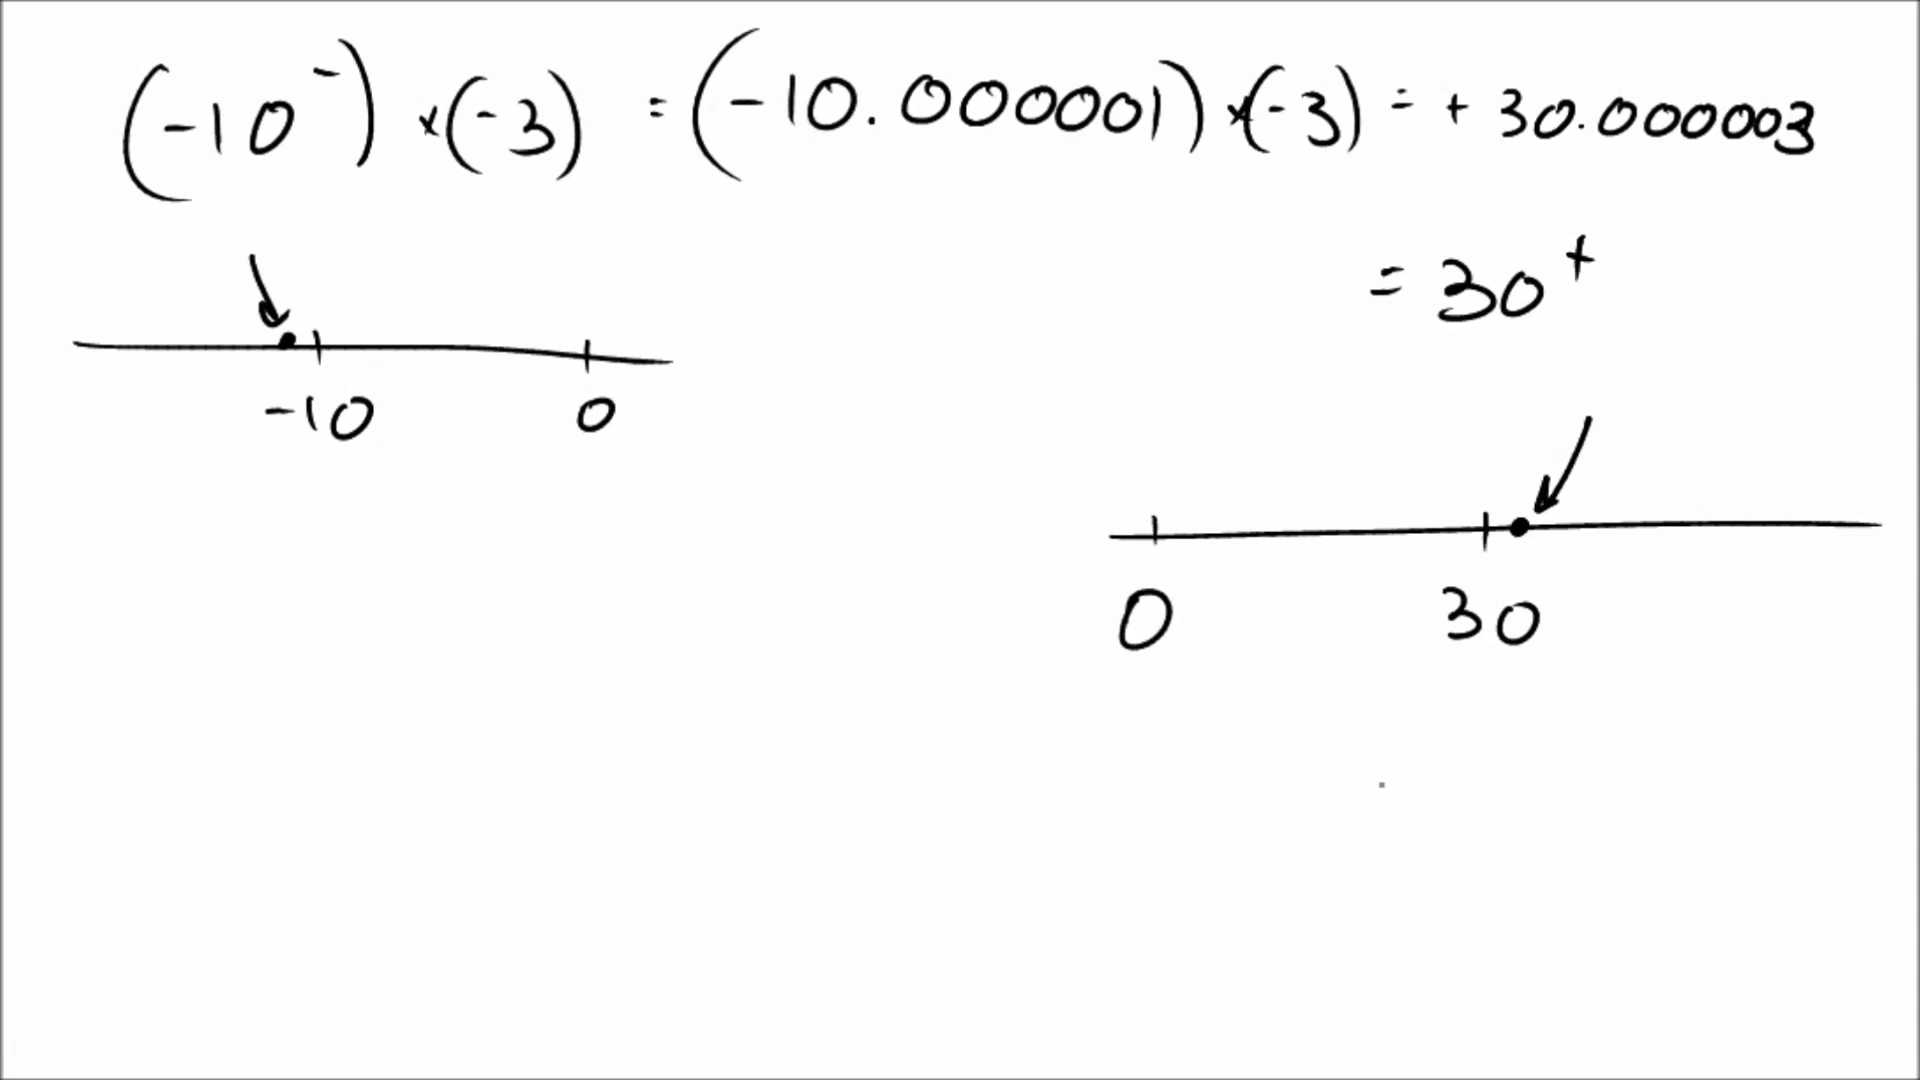 (-10⁻) × (-3) = (-10.000001) × (-3) = + 30.000003
= 30⁺
-10 0
0 30